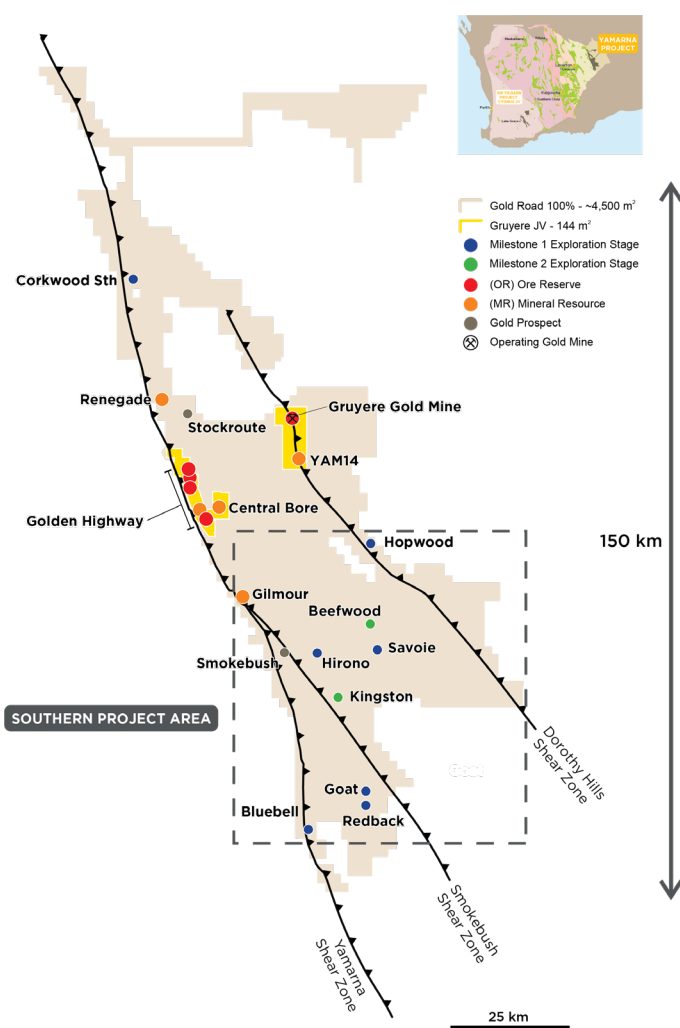 YAMARNA
PROJECT
Perth
Gold Road 100% - ~4,500 m²
Gruyere JV - 144 m²
Milestone 1 Exploration Stage
Milestone 2 Exploration Stage
(OR) Ore Reserve
(MR) Mineral Resource
Gold Prospect
Operating Gold Mine
Corkwood Sth
Renegade
Stockroute
Gruyere Gold Mine
YAM14
Central Bore
Golden Highway
Hopwood
150 km
Gilmour
Beefwood
Savoie
Smokebush
Hirono
Kingston
SOUTHERN PROJECT AREA
Dorothy Hills
Shear Zone
Goat
Redback
Bluebell
Smokebush
Shear Zone
Yamarna
Shear Zone
25 km